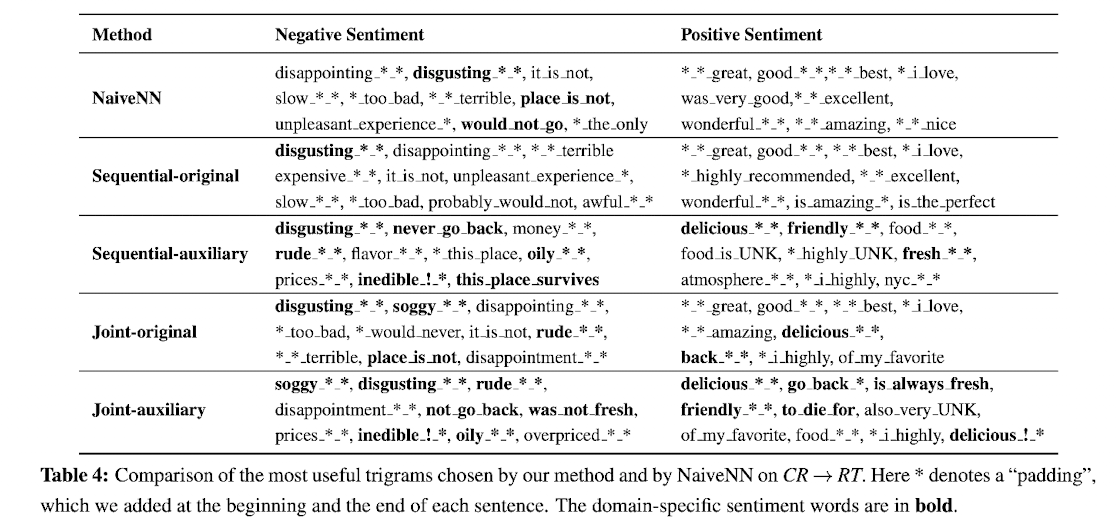 Method Negative Sentiment Positive Sentiment
disappointing_*_*, disgusting_*_*, it_is_not, *_*_great, good_*_*,*_*_best, *_i_love,
NaiveNN slow_*_*, *_too_bad, *_*_terrible, place_is_not, was_very_good,*_*_excellent,
unpleasant_experience_*, would_not_go, *_the_only wonderful_*_*, *_*_amazing, *_*_nice
disgusting_*_*, disappointing_*_*, *_*_terrible *_*_great, good_*_*, *_*_best, *_i_love,
Sequential-original expensive_*_*, it_is_not, unpleasant_experience_*, *_highly_recommended, *_*_excellent,
slow_*_*, *_too_bad, probably_would_not, awful_*_* wonderful_*_*, is_amazing_*, is_the_perfect
disgusting_*_*, never_go_back, money_*_*, delicious_*_*, friendly_*_*, food_*_*,
Sequential-auxiliary rude_*_*, flavor_*_*, *_this_place, oily_*_*, food_is_UNK, *_highly_UNK, fresh_*_*,
prices_*_*, inedible_!_*, this_place_survives atmosphere_*_*, *_i_highly, nyc_*_*
disgusting_*_*, soggy_*_*, disappointing_*_*, *_*_great, good_*_*, *_*_best, *_i_love,
Joint-original *_too_bad, *_would_never, it_is_not, rude_*_*, *_*_amazing, delicious_*_*,
*_*_terrible, place_is_not, disappointment_*_* back_*_*, *_i_highly, of_my_favorite
soggy_*_*, disgusting_*_*, rude_*_*, delicious_*_*, go_back_*, is_always_fresh,
Joint-auxiliary disappointment_*_*, not_go_back, was_not_fresh, friendly_*_*, to_die_for, also_very_UNK,
prices_*_*, inedible_!_*, oily_*_*, overpriced_*_* of_my_favorite, food_*_*, *_i_highly, delicious_!_*
Table 4: Comparison of the most useful trigrams chosen by our method and by NaiveNN on CR → RT. Here * denotes a “padding”,
which we added at the beginning and the end of each sentence. The domain-specific sentiment words are in bold.